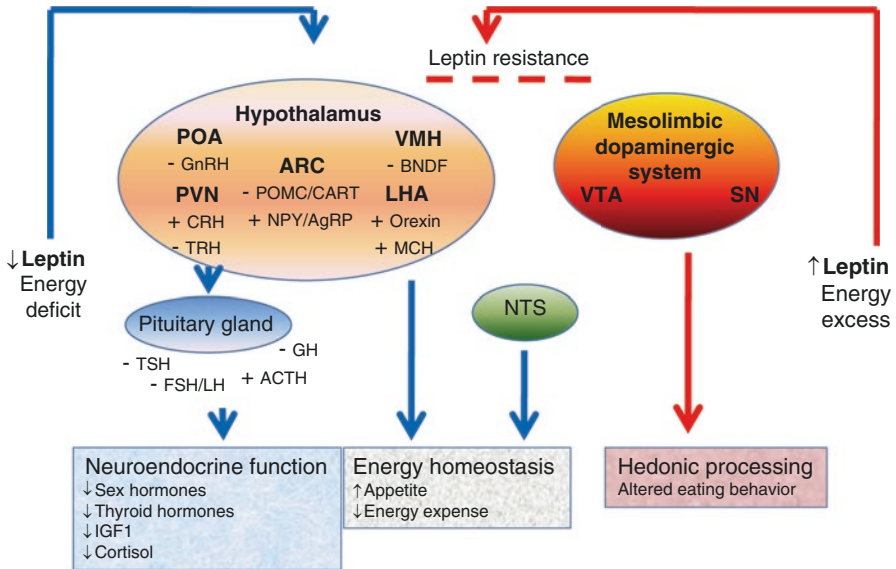 Leptin resistance
Hypothalamus
POA
- GnRH
VMH
- BNDF
ARC
- POMC/CART
+ NPY/AgRP
PVN
+ CRH
- TRH
LHA
+ Orexin
+ MCH
Mesolimbic
dopaminergic
system
VTA SN
↓Leptin
Energy
deficit
↑Leptin
Energy
excess
Pituitary gland
- TSH
- GH
- FSH/LH
+ ACTH
NTS
Neuroendocrine function
↓Sex hormones
↓Thyroid hormones
↓IGF1
↓Cortisol
Energy homeostasis
↑Appetite
↓Energy expense
Hedonic processing
Altered eating behavior